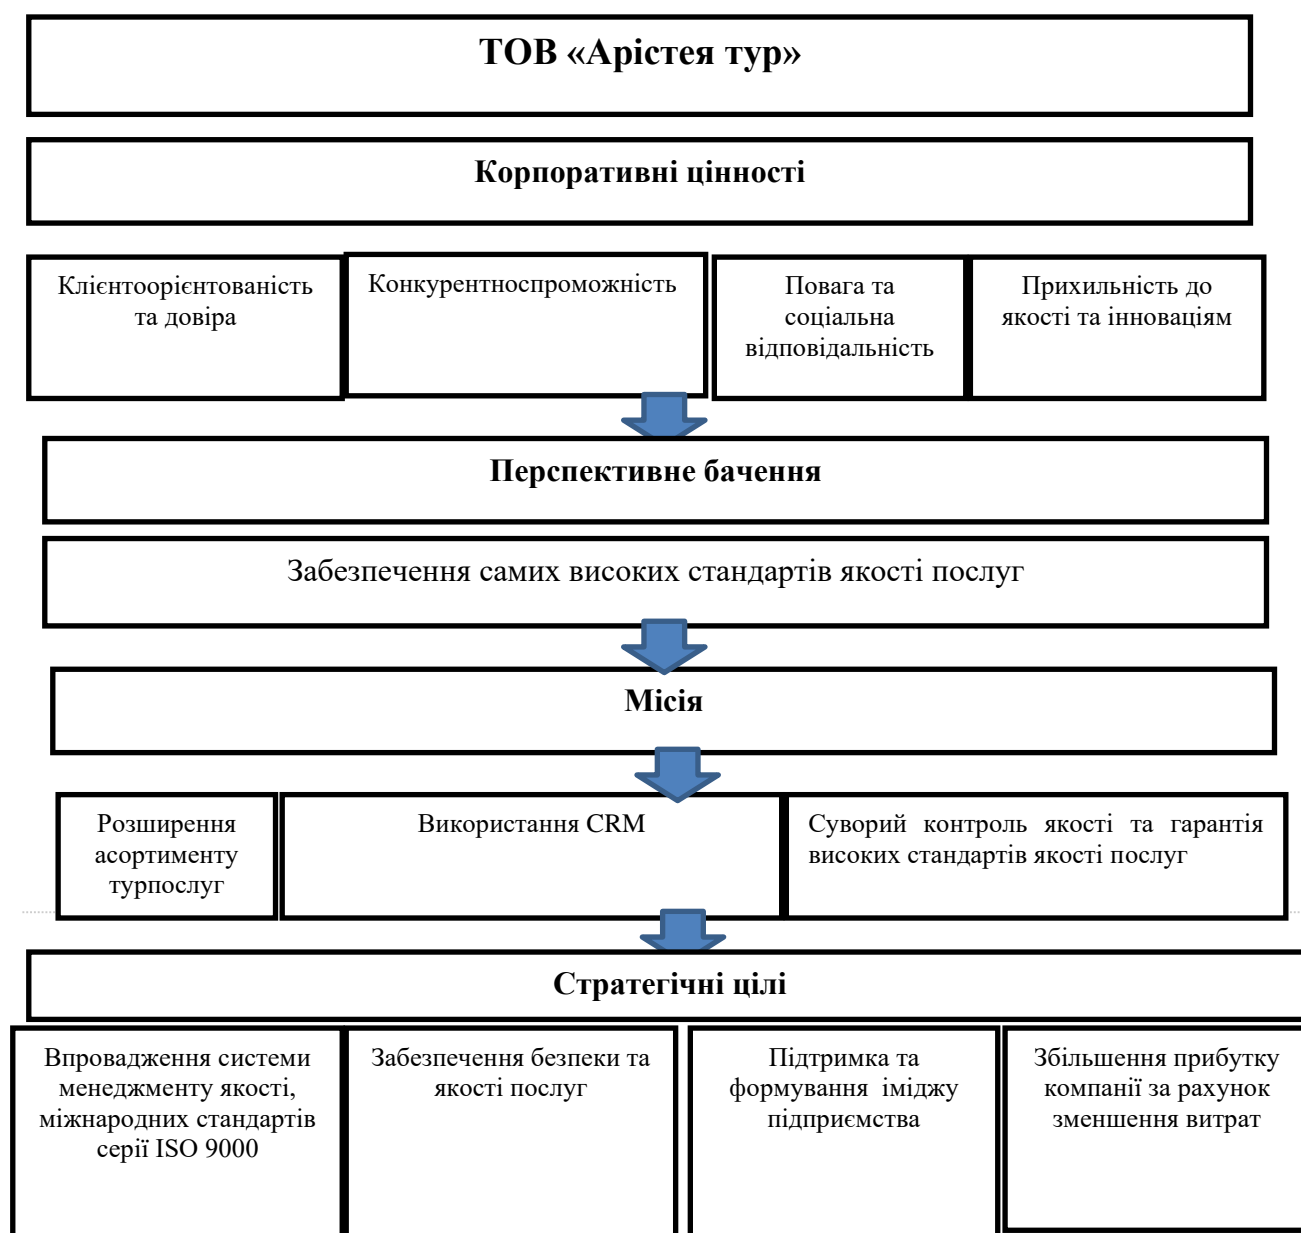 ТОВ «Арістея тур»
Корпоративні цінності
Клієнтоорієнтованість
та довіра
Конкурентноспроможність
Повага та
соціальна
відповідальність
Прихильність до
якості та інноваціям
Перспективне бачення
Забезпечення самих високих стандартів якості послуг
Місія
Розширення
асортименту
турпослуг
Використання CRM
Суворий контроль якості та гарантія
високих стандартів якості послуг
Стратегічні цілі
Впровадження системи
менеджменту якості,
міжнародних стандартів
серії ISO 9000
Забезпечення безпеки та
якості послуг
Підтримка та
формування іміджу
підприємства
Збільшення прибутку
компанії за рахунок
зменшення витрат